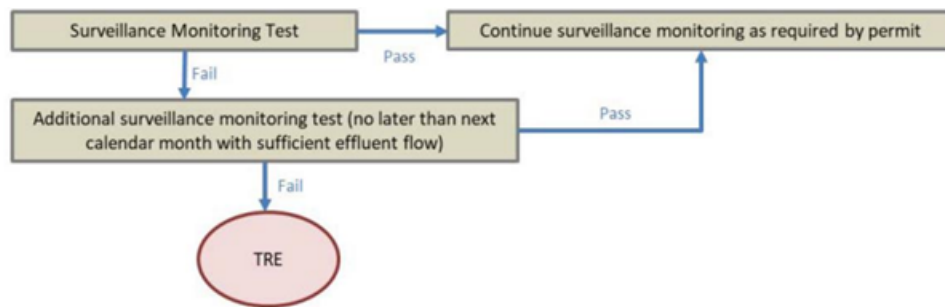 Surveillance Monitoring Test
Continue surveillance monitoring as required by permit
Pass
Fail
Additional surveillance monitoring test (no later than next
calendar month with sufficient effluent flow)
Pass
Fail
TRE